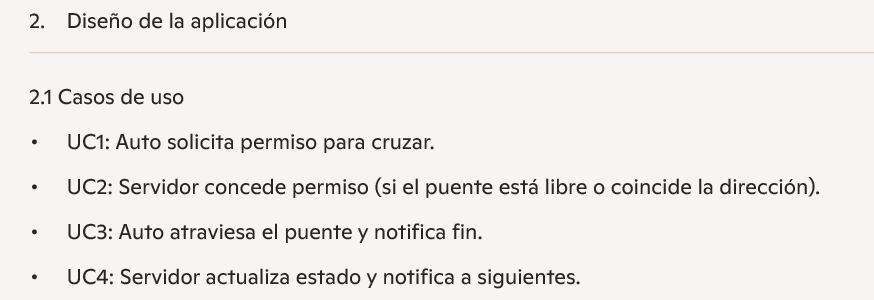 2. Diseño de la aplicación
2.1 Casos de uso
• UC1: Auto solicita permiso para cruzar.
• UC2: Servidor concede permiso (si el puente está libre o coincide la dirección).
• UC3: Auto atraviesa el puente y notifica fin.
• UC4: Servidor actualiza estado y notifica a siguientes.